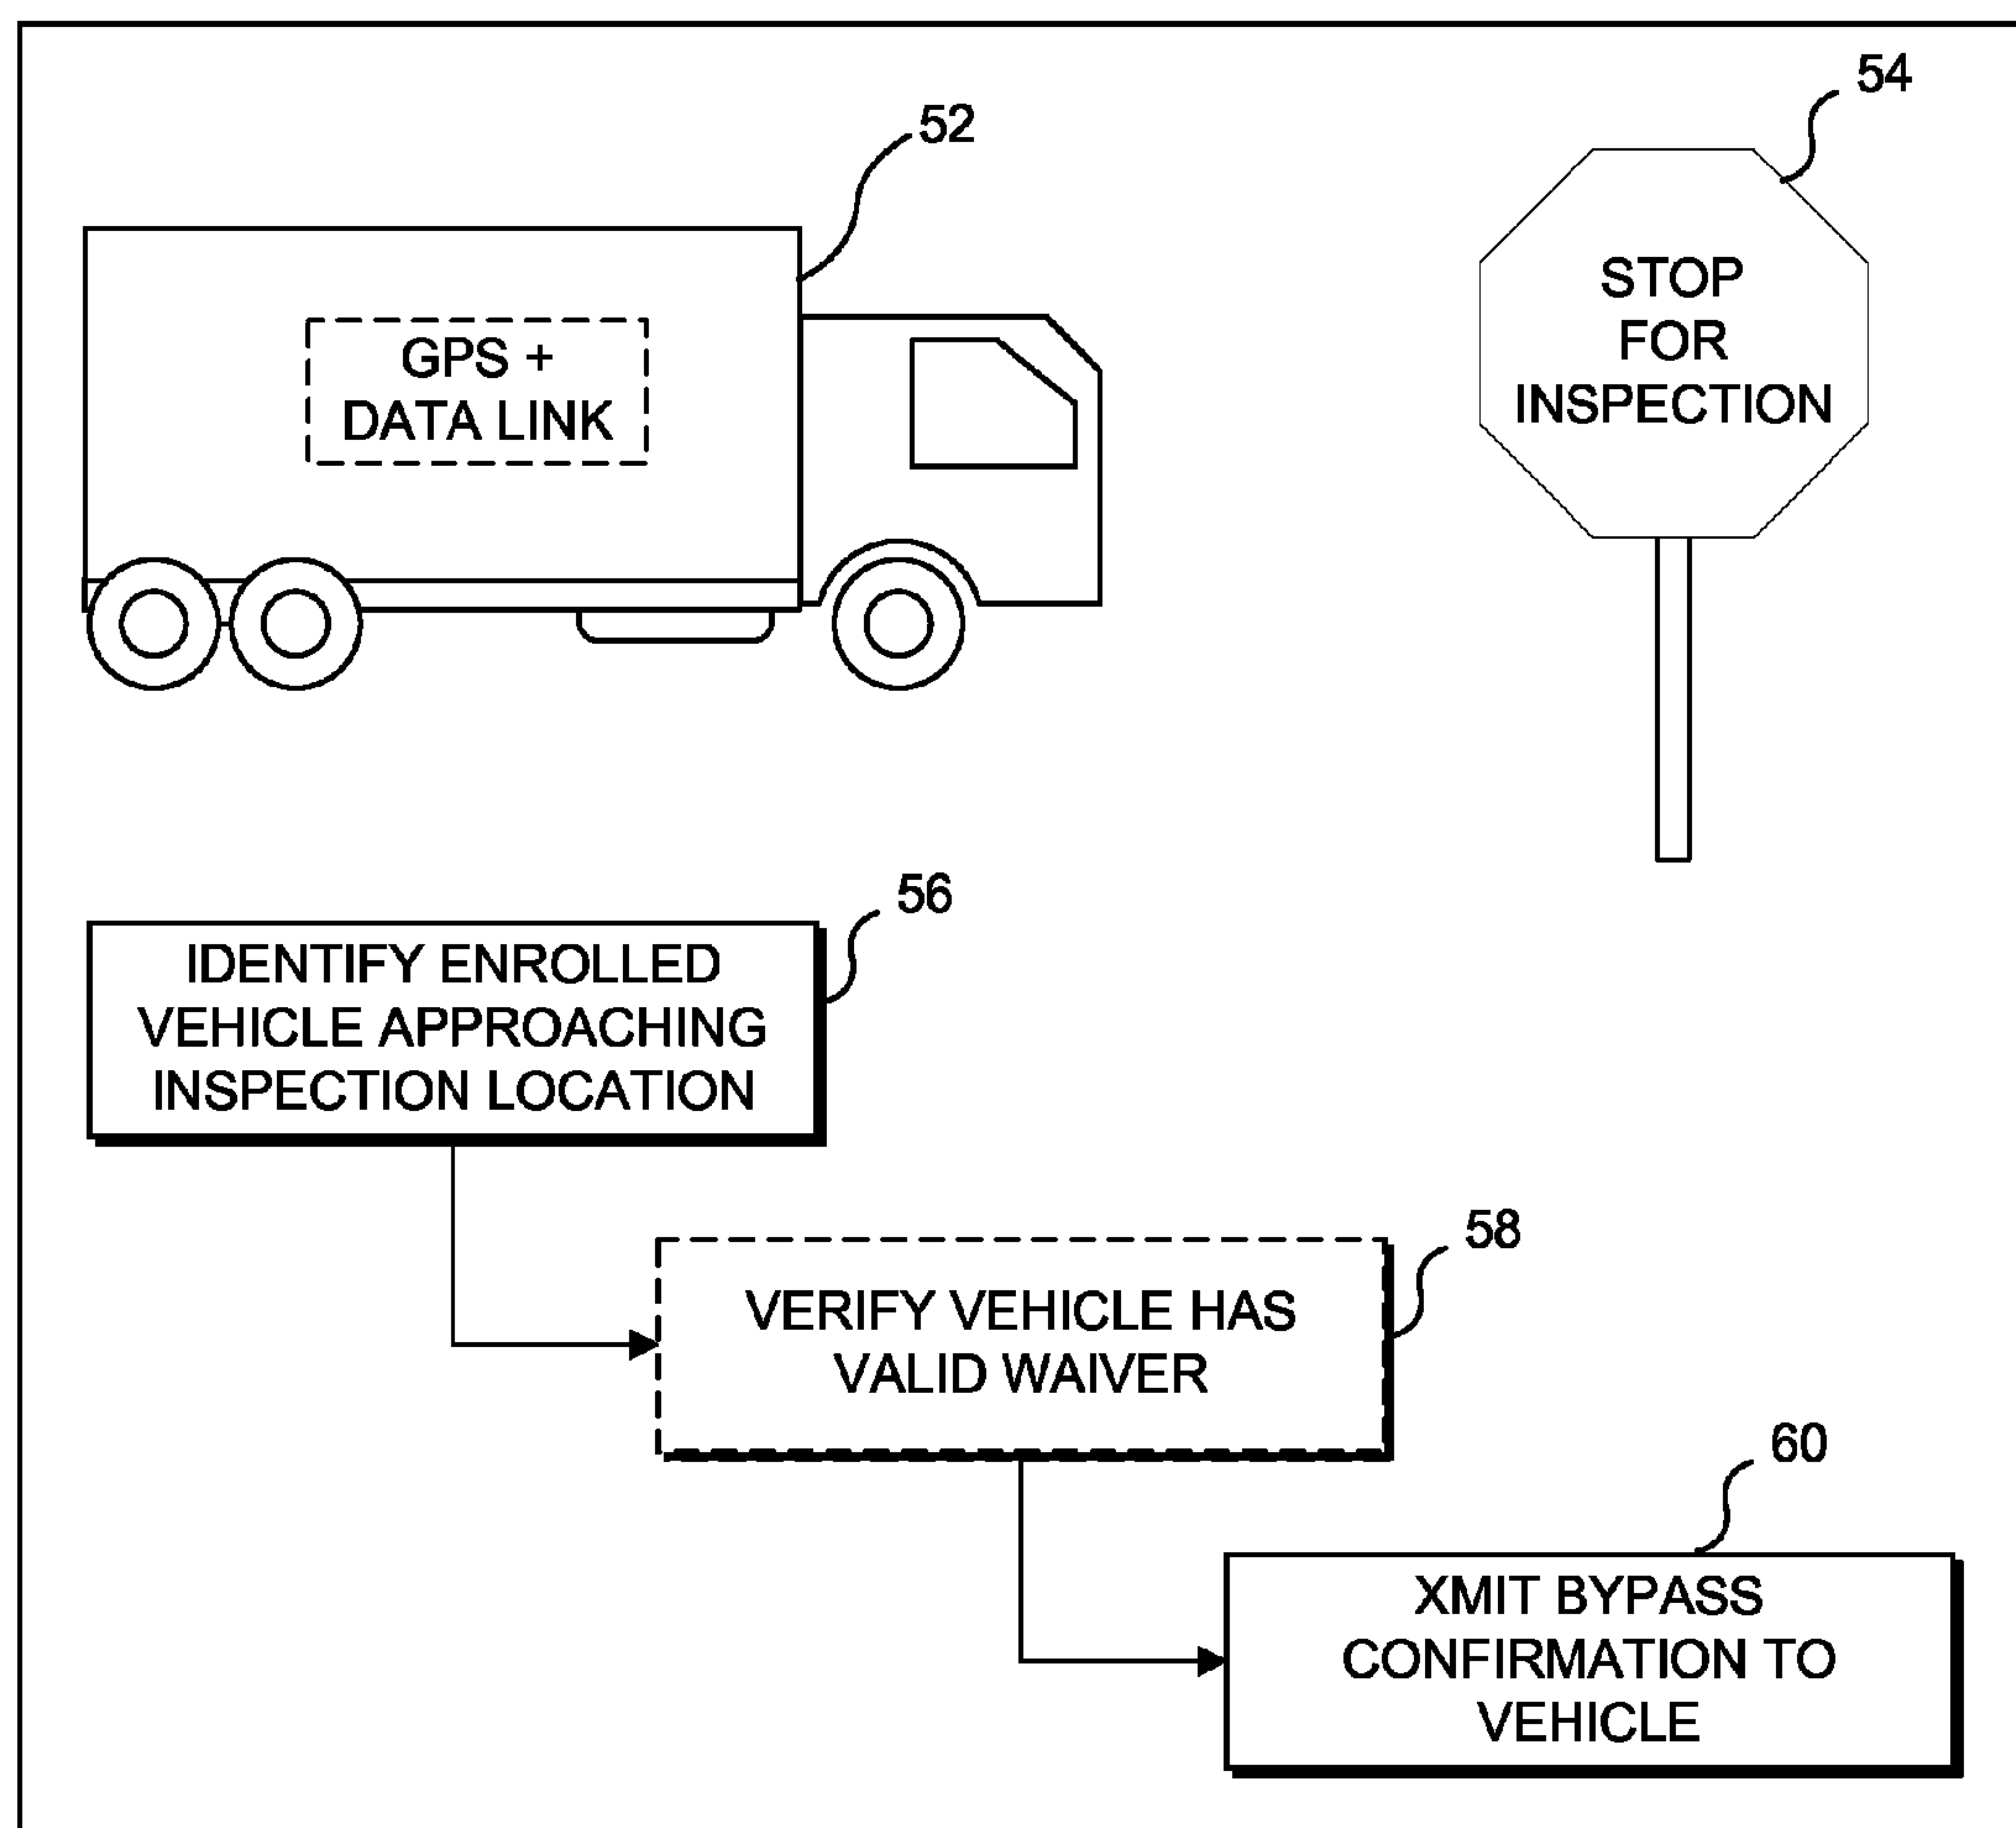 54
52
STOP
FOR
INSPECTION
GPS +
DATA LINK
56
IDENTIFY ENROLLED
VEHICLE APPROACHING
INSPECTION LOCATION
58
VERIFY VEHICLE HAS
VALID WAIVER
60
XMIT BYPASS
CONFIRMATION TO
VEHICLE